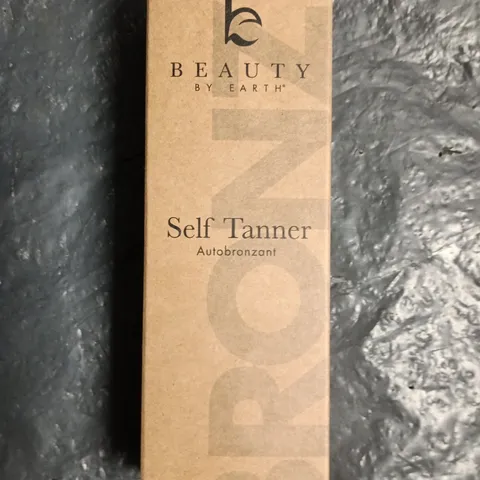 BEAUTY
BY EARTH®
Self Tanner
Autobronzant
BRONZ